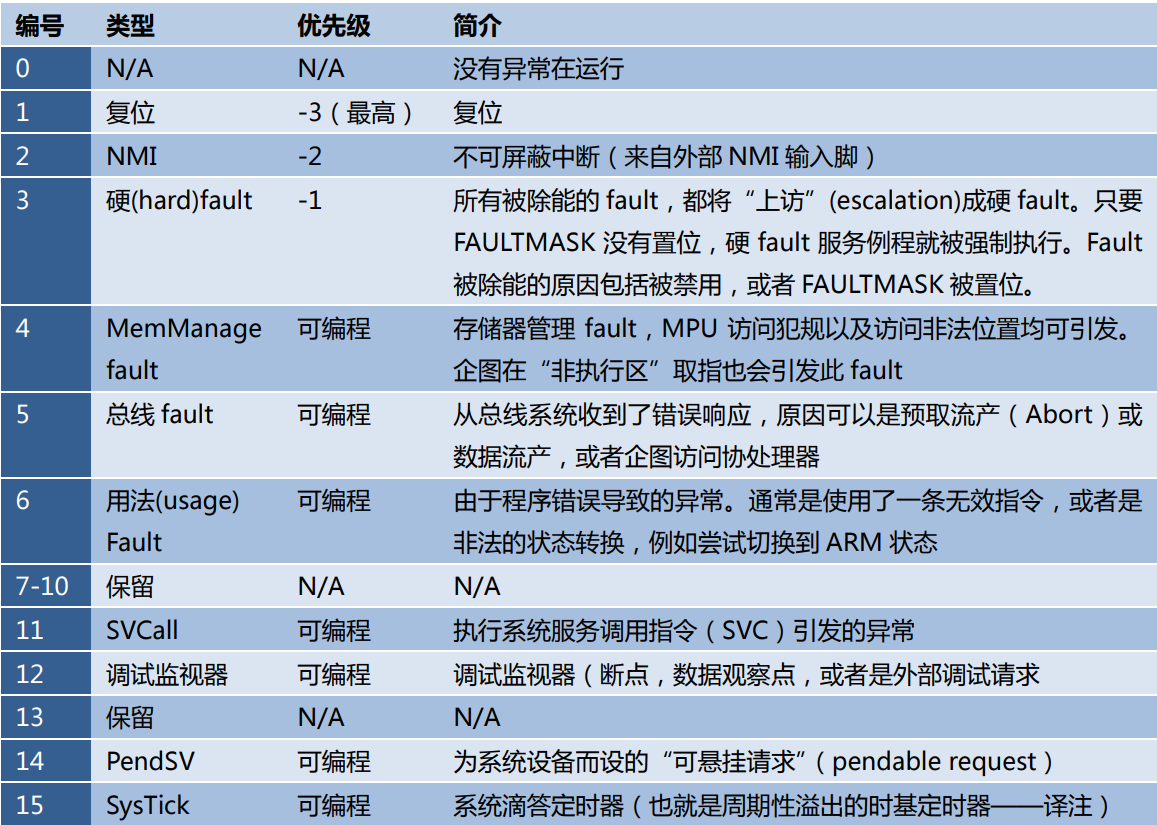 编号 类型 优先级 简介
0 N/A N/A 没有异常在运行
1 复位 -3（最高） 复位
2 NMI -2 不可屏蔽中断（来自外部 NMI 输入脚）
3 硬(hard)fault -1 所有被除能的 fault，都将“上访”(escalation)成硬 fault。只要
FAULTMASK 没有置位，硬 fault 服务例程就被强制执行。Fault
被除能的原因包括被禁用，或者 FAULTMASK 被置位。
4 MemManage 可编程 存储器管理 fault，MPU 访问犯规以及访问非法位置均可引发。
fault 企图在“非执行区”取指也会引发此 fault
5 总线 fault 可编程 从总线系统收到了错误响应，原因可以是预取流产（Abort）或
数据流产，或者企图访问协处理器
6 用法(usage) 可编程 由于程序错误导致的异常。通常是使用了一条无效指令，或者是
Fault 非法的状态转换，例如尝试切换到 ARM 状态
7-10 保留 N/A N/A
11 SVCall 可编程 执行系统服务调用指令（SVC）引发的异常
12 调试监视器 可编程 调试监视器（断点，数据观察点，或者是外部调试请求
13 保留 N/A N/A
14 PendSV 可编程 为系统设备而设的“可悬挂请求”（pendable request）
15 SysTick 可编程 系统滴答定时器（也就是周期性溢出的时基定时器——译注）